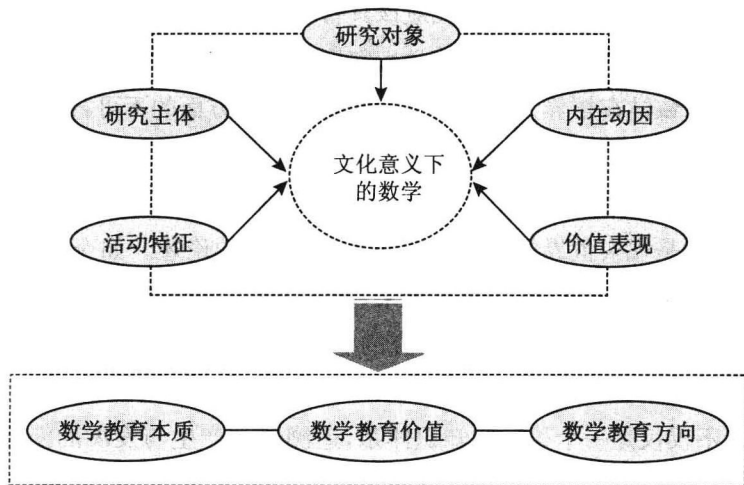 研究对象
研究主体
内在动因
文化意义下
的数学
活动特征
价值表现
数学教育本质
数学教育价值
数学教育方向